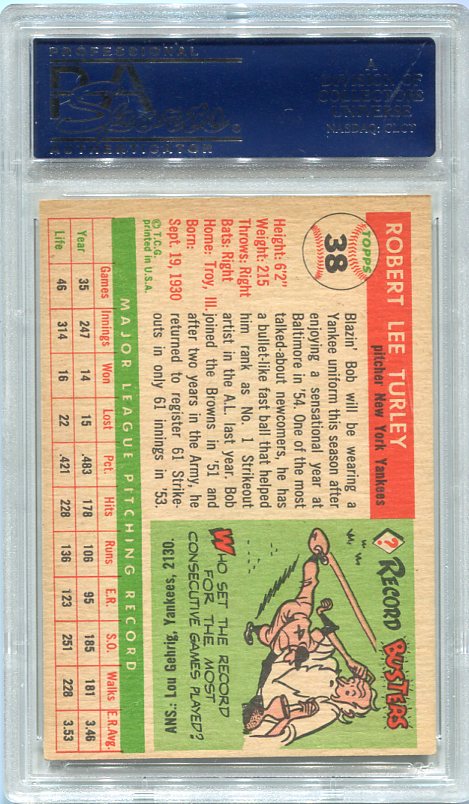 PROFESSIONAL
PSA
AUTHENTICATOR
A
DIVISION OF
COLLECTORS
UNIVERSE
NASDAQ: CLCT
TOPPS
38
ROBERT LEE TURLEY
pitcher New York Yankees
Height: 6'2"
Weight: 215
Throws: Right
Bats: Right
Home: Troy, Ill.
Born:
Sept. 19, 1930
© T.C.G.
printed in U.S.A.
Blazin' Bob will be wearing a
Yankee uniform this season after
enjoying a sensational year at
Baltimore in '54. One of the most
talked-about newcomers, he has
a bullet-like fast ball that helped
him rank as No. 1 Strikeout
artist in the A.L. last year. Bob
joined the Browns in '51 and
after two years in the Army, he
returned to register 61 Strike-
outs in only 61 innings in '53.
? RECORD BUSTERS
WHO SET THE RECORD
FOR THE MOST
CONSECUTIVE GAMES PLAYED?
ANS: Lou Gehrig, Yankees, 2130.
MAJOR LEAGUE PITCHING RECORD
Games Innings Won Lost Pct. Hits Runs E.R. S.O. Walks E.R.Avg.
Year 35 247 14 15 .483 178 106 95 185 181 3.46
Life 46 314 16 22 .421 228 136 123 251 228 3.53